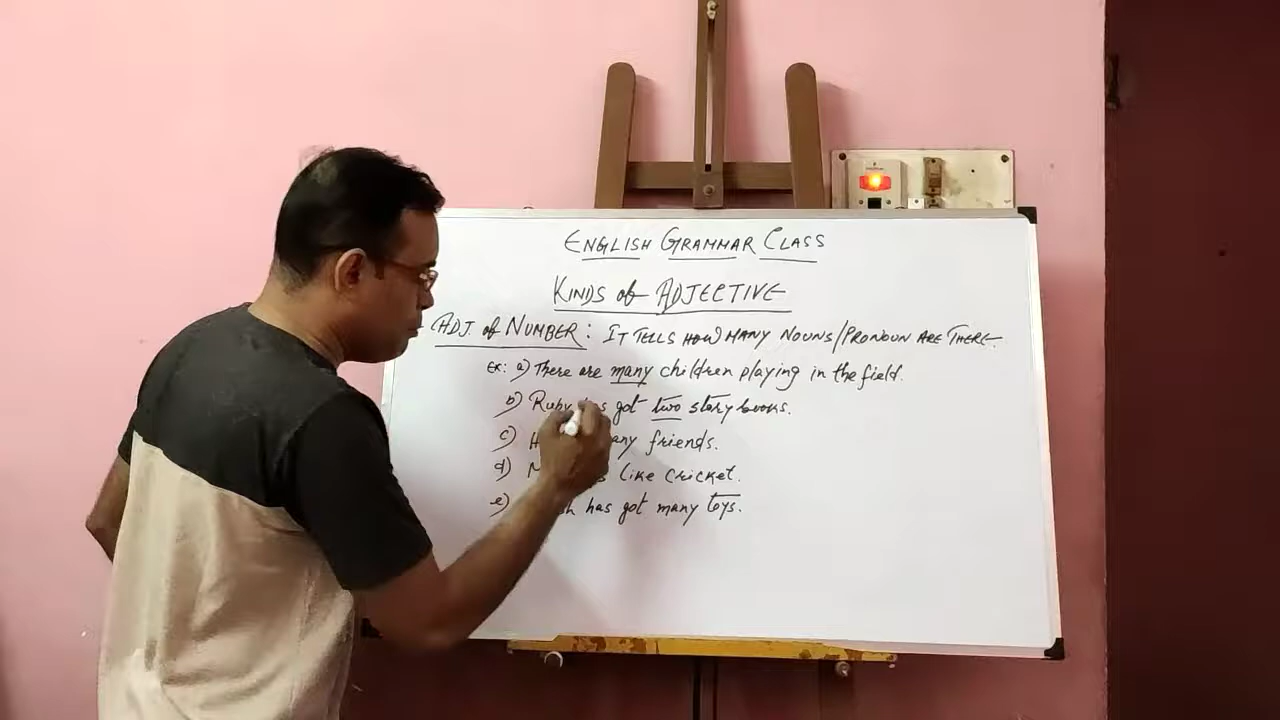 ENGLISH GRAMMAR CLASS
KINDS of ADJECTIVE
ADJ. of NUMBER: IT TELLS HOW MANY NOUNS/PRONOUN ARE THERE.
Ex: a) There are many children playing in the field.
b) Ruby got two story books.
c) friends.
d) like cricket.
e) has got many toys.